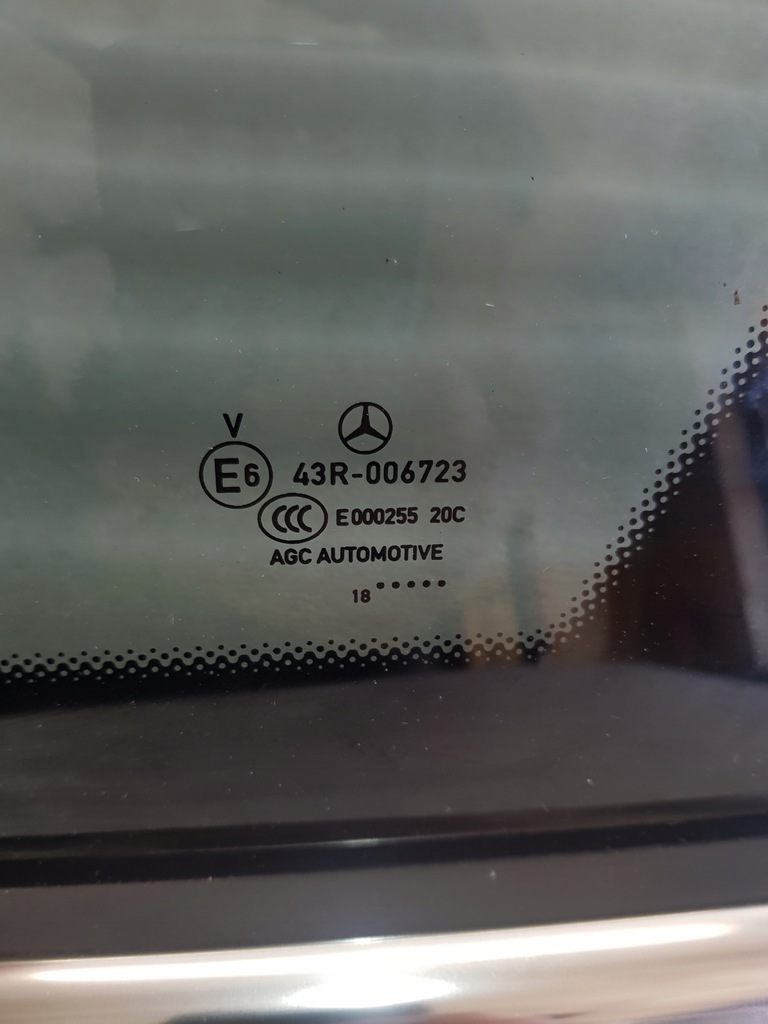 V
E6 43R-006723
CCC E000255 20C
AGC AUTOMOTIVE
18 •••••